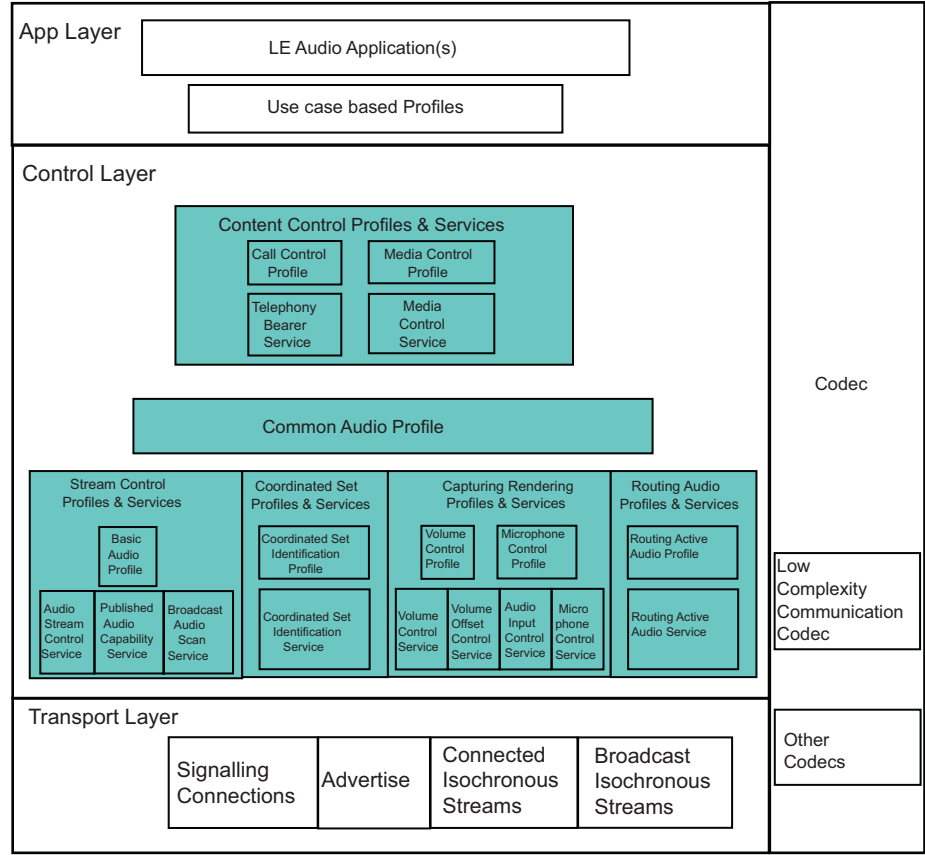 App Layer
LE Audio Application(s)
Use case based Profiles
Control Layer
Content Control Profiles & Services
Call Control
Profile
Media Control
Profile
Telephony
Bearer
Service
Media
Control
Service
Common Audio Profile
Stream Control
Profiles & Services
Basic
Audio
Profile
Audio
Stream
Control
Service
Published
Audio
Capability
Service
Broadcast
Audio
Scan
Service
Coordinated Set
Profiles & Services
Coordinated Set
Identification
Profile
Coordinated Set
Identification
Service
Capturing Rendering
Profiles & Services
Volume
Control
Profile
Microphone
Control
Profile
Volume
Control
Service
Volume
Offset
Control
Service
Audio
Input
Control
Service
Micro
phone
Control
Service
Routing Audio
Profiles & Services
Routing Active
Audio Profile
Routing Active
Audio Service
Transport Layer
Signalling
Connections
Advertise
Connected
Isochronous
Streams
Broadcast
Isochronous
Streams
Codec
Low
Complexity
Communication
Codec
Other
Codecs